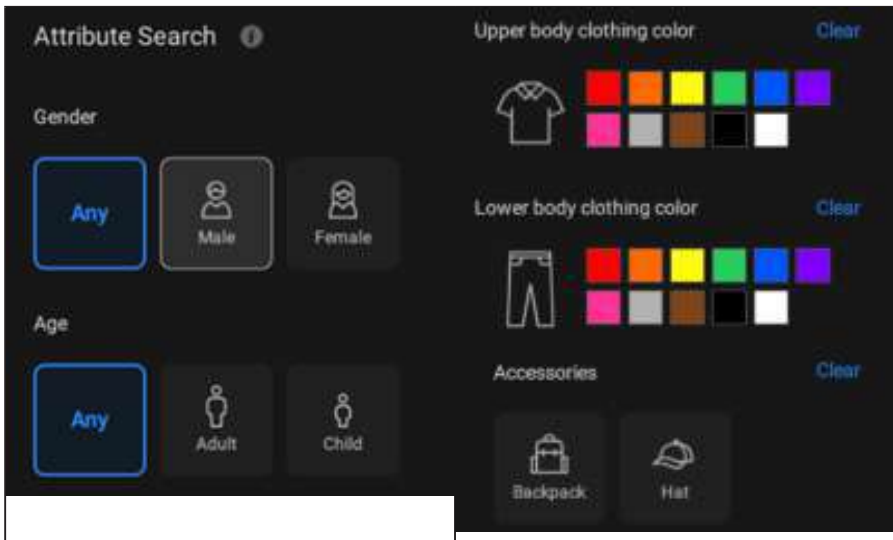 Attribute Search
Gender
Any
Male
Female
Age
Any
Adult
Child
Upper body clothing color
Clear
Lower body clothing color
Clear
Accessories
Clear
Backpack
Hat